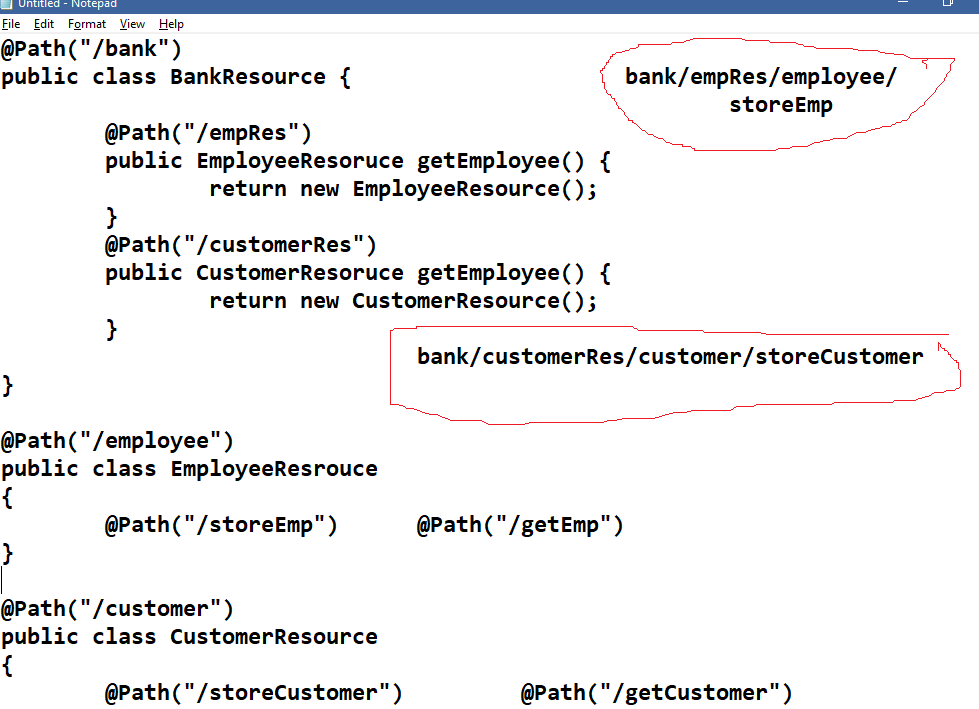 Untitled - Notepad
File Edit Format View Help
@Path("/bank")
public class BankResource {
bank/empRes/employee/
storeEmp
@Path("/empRes")
public EmployeeResoruce getEmployee() {
return new EmployeeResource();
}
@Path("/customerRes")
public CustomerResoruce getEmployee() {
return new CustomerResource();
}
bank/customerRes/customer/storeCustomer
}
@Path("/employee")
public class EmployeeResrouce
{
@Path("/storeEmp") @Path("/getEmp")
}
@Path("/customer")
public class CustomerResource
{
@Path("/storeCustomer") @Path("/getCustomer")